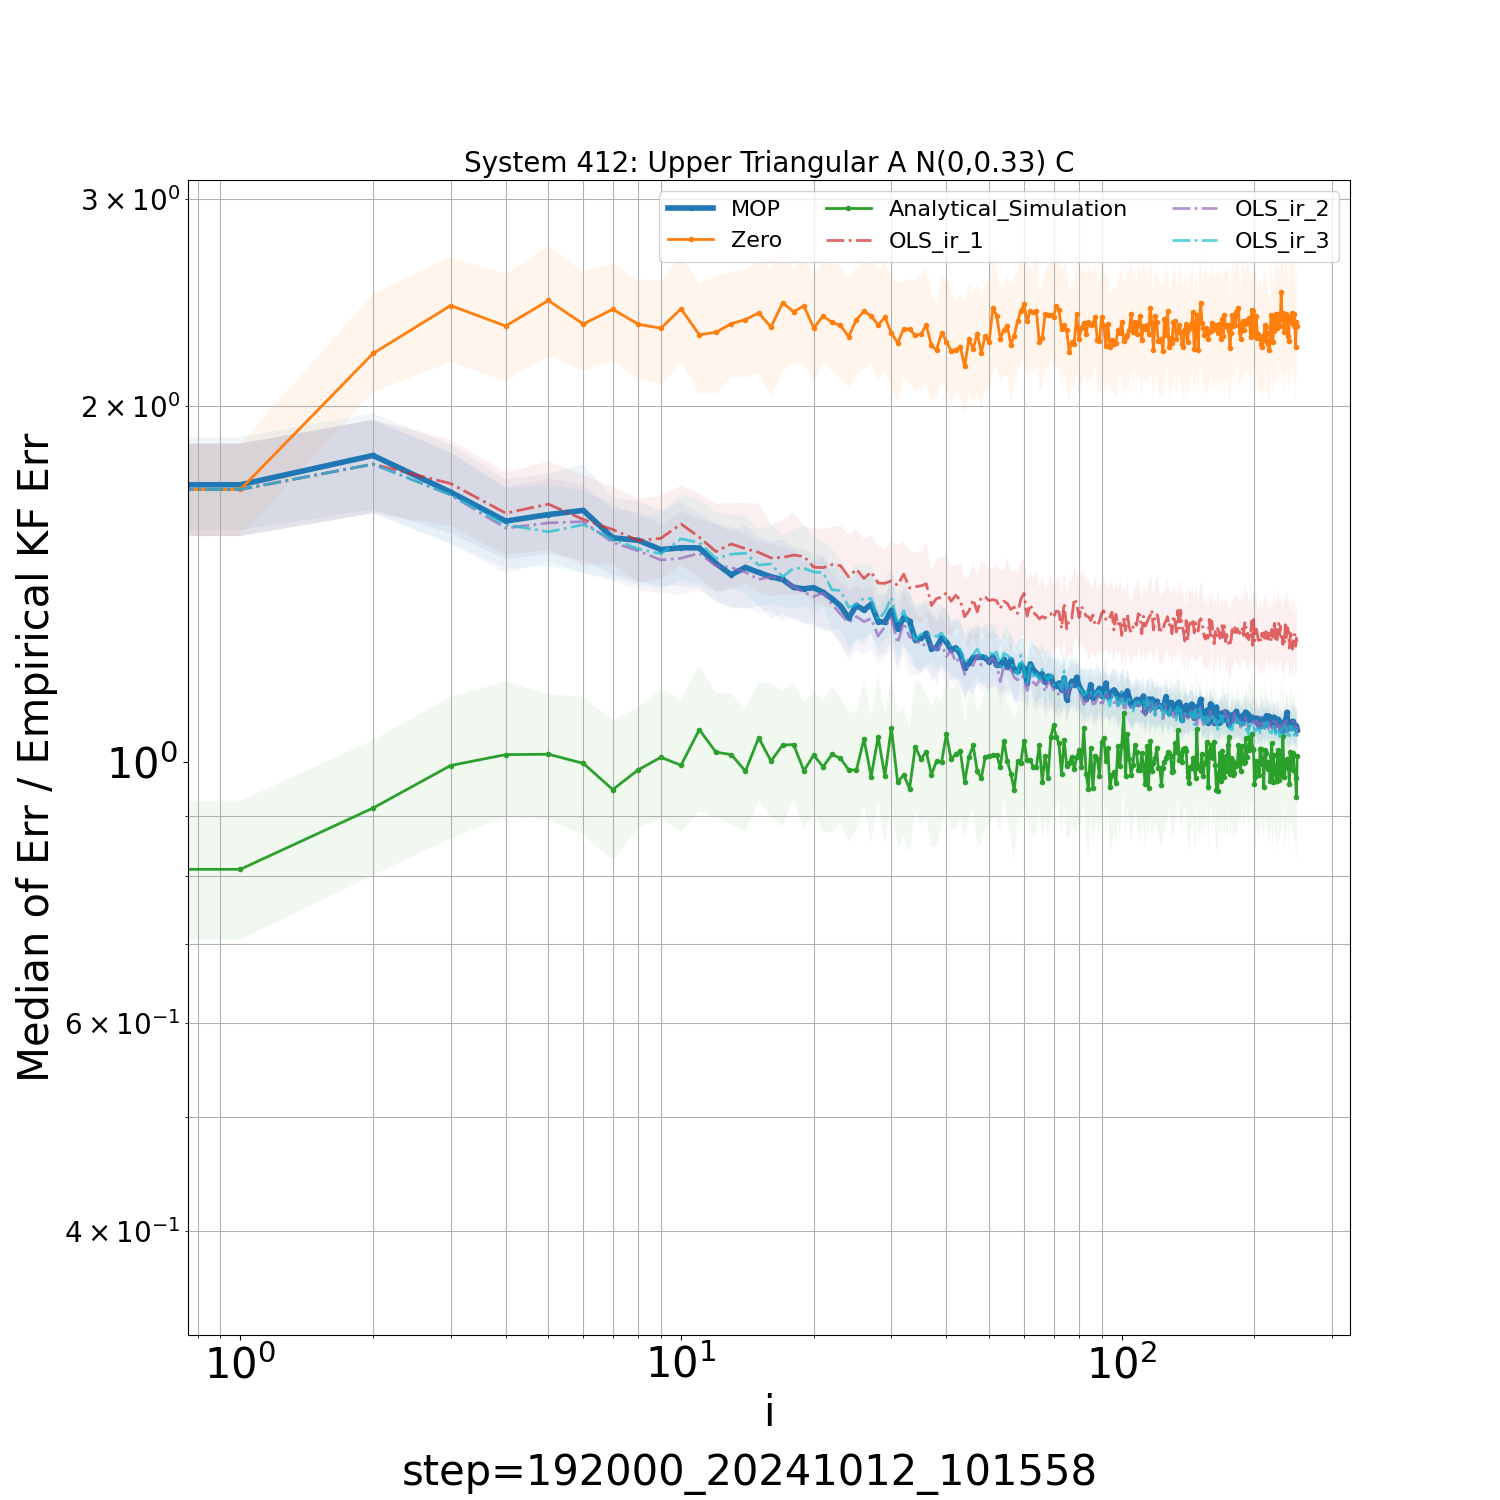 System 412: Upper Triangular A N(0,0.33) C
MOP
Zero
Analytical_Simulation
OLS_ir_1
OLS_ir_2
OLS_ir_3
Median of Err / Empirical KF Err
3 × 10⁰
2 × 10⁰
10⁰
6 × 10⁻¹
4 × 10⁻¹
10⁰
10¹
10²
i
step=192000_20241012_101558